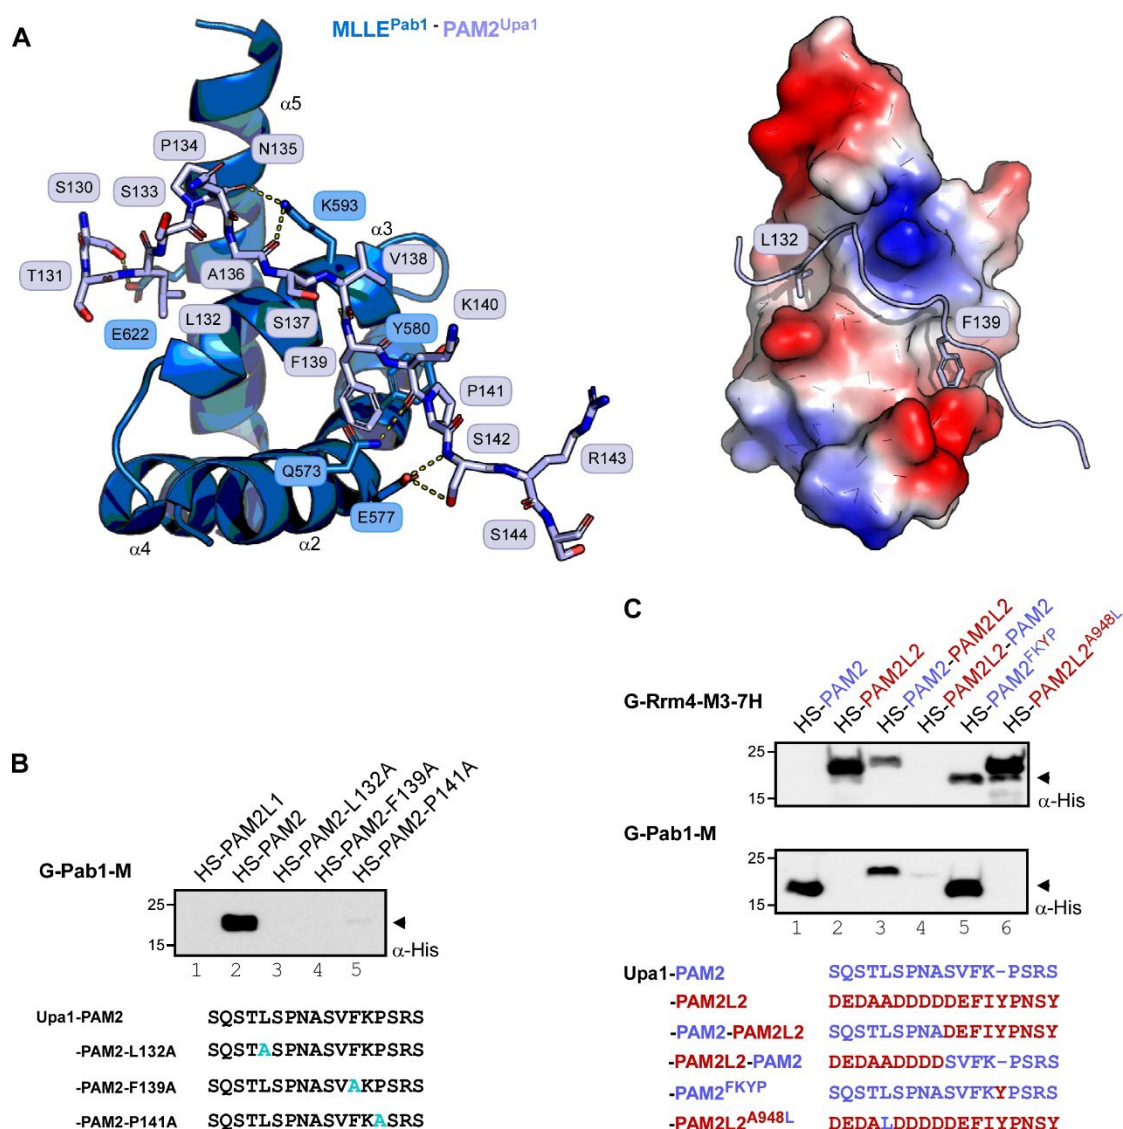 A
MLLE^Pab1 - PAM2^Upa1
α5
P134
N135
S130
S133
K593
α3
V138
T131
A136
K140
E622
L132
S137
Y580
F139
P141
S142
Q573
R143
E577
S144
α4
α2
L132
F139
B
HS-PAM2L1
HS-PAM2
HS-PAM2-L132A
HS-PAM2-F139A
HS-PAM2-P141A
G-Pab1-M
25
15
α-His
1 2 3 4 5
Upa1-PAM2 SQSTLSPNASVFKPSRS
-PAM2-L132A SQSTASPNASVFKPSRS
-PAM2-F139A SQSTLSPNASVAKPSRS
-PAM2-P141A SQSTLSPNASVFKASRS
C
HS-PAM2
HS-PAM2L2
HS-PAM2-PAM2L2
HS-PAM2L2-PAM2
HS-PAM2^FKYP
HS-PAM2L2^A948L
G-Rrm4-M3-7H
25
15
α-His
G-Pab1-M
25
15
α-His
1 2 3 4 5 6
Upa1-PAM2 SQSTLSPNASVFK-PSRS
-PAM2L2 DEDAADDDDDEFIYPNSY
-PAM2-PAM2L2 SQSTLSPNADEFIYPNSY
-PAM2L2-PAM2 DEDAADDDDSVFK-PSRS
-PAM2^FKYP SQSTLSPNASVFKYPSRS
-PAM2L2^A948L DEDALDDDDDEFIYPNSY